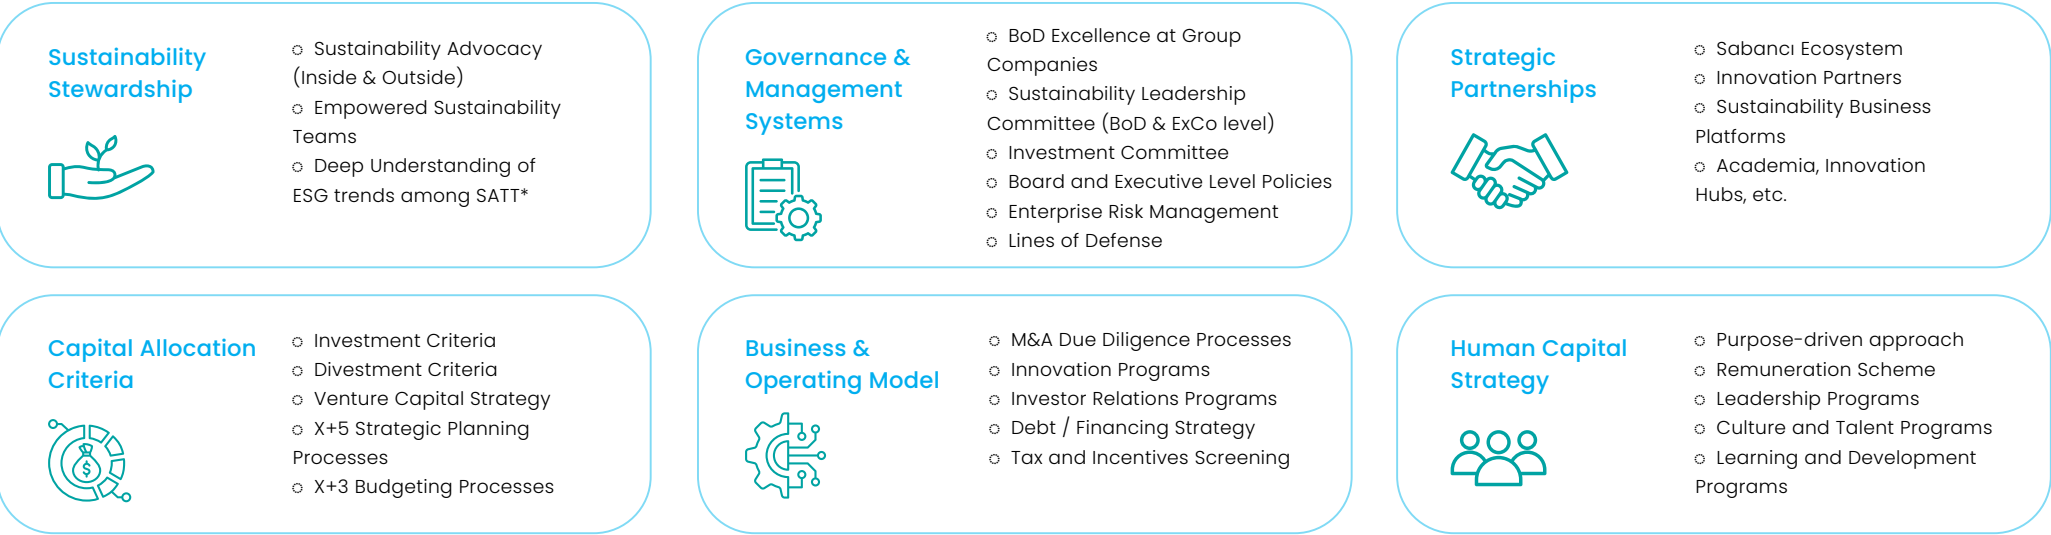 Sustainability
Stewardship
◌ Sustainability Advocacy
(Inside & Outside)
◌ Empowered Sustainability
Teams
◌ Deep Understanding of
ESG trends among SATT*
Governance &
Management
Systems
◌ BoD Excellence at Group
Companies
◌ Sustainability Leadership
Committee (BoD & ExCo level)
◌ Investment Committee
◌ Board and Executive Level Policies
◌ Enterprise Risk Management
◌ Lines of Defense
Strategic
Partnerships
◌ Sabancı Ecosystem
◌ Innovation Partners
◌ Sustainability Business
Platforms
◌ Academia, Innovation
Hubs, etc.
Capital Allocation
Criteria
$
◌ Investment Criteria
◌ Divestment Criteria
◌ Venture Capital Strategy
◌ X+5 Strategic Planning
Processes
◌ X+3 Budgeting Processes
Business &
Operating Model
◌ M&A Due Diligence Processes
◌ Innovation Programs
◌ Investor Relations Programs
◌ Debt / Financing Strategy
◌ Tax and Incentives Screening
Human Capital
Strategy
◌ Purpose-driven approach
◌ Remuneration Scheme
◌ Leadership Programs
◌ Culture and Talent Programs
◌ Learning and Development
Programs